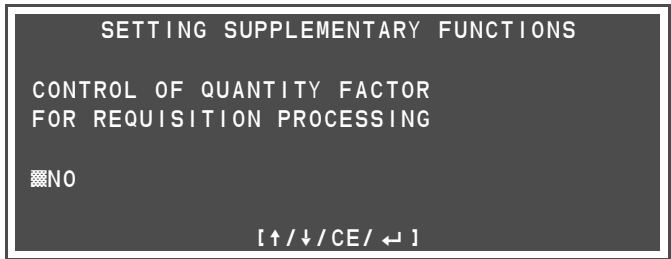 SETTING SUPPLEMENTARY FUNCTIONS
CONTROL OF QUANTITY FACTOR
FOR REQUISITION PROCESSING
▒NO
[↑/↓/CE/ ↵ ]